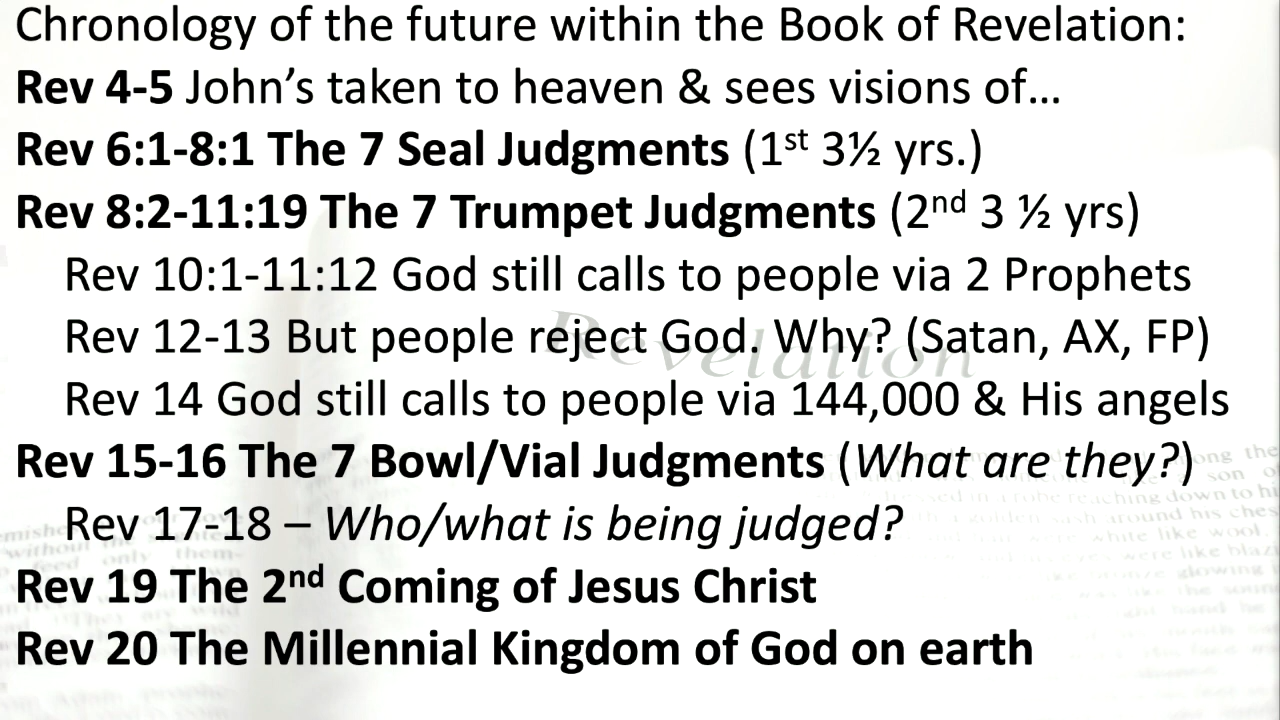 Chronology of the future within the Book of Revelation:
Rev 4-5 John’s taken to heaven & sees visions of…
Rev 6:1-8:1 The 7 Seal Judgments (1st 3½ yrs.)
Rev 8:2-11:19 The 7 Trumpet Judgments (2nd 3 ½ yrs)
Rev 10:1-11:12 God still calls to people via 2 Prophets
Rev 12-13 But people reject God. Why? (Satan, AX, FP)
Revelation
Rev 14 God still calls to people via 144,000 & His angels
Rev 15-16 The 7 Bowl/Vial Judgments (What are they?)
Rev 17-18 – Who/what is being judged?
Rev 19 The 2nd Coming of Jesus Christ
Rev 20 The Millennial Kingdom of God on earth